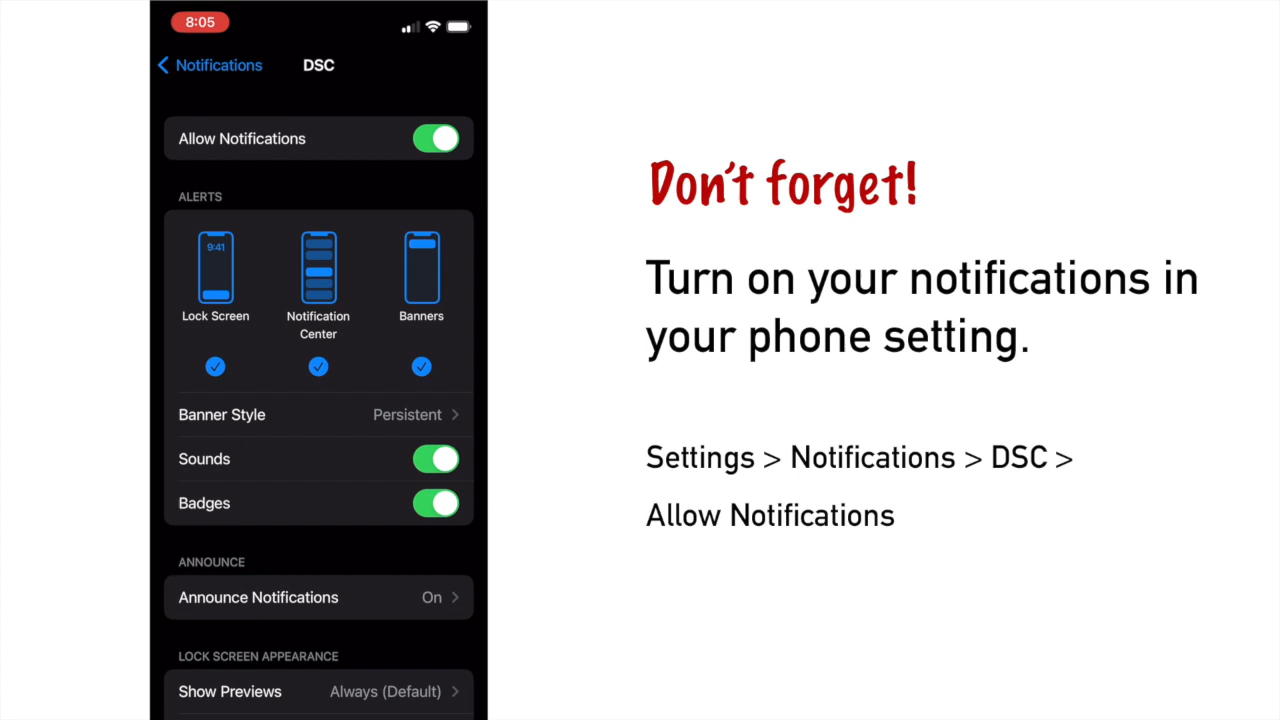 8:05
Notifications
DSC
Allow Notifications
ALERTS
9:41
Lock Screen
Notification
Center
Banners
Banner Style
Persistent
Sounds
Badges
ANNOUNCE
Announce Notifications
On
LOCK SCREEN APPEARANCE
Show Previews
Always (Default)
Don't forget!
Turn on your notifications in
your phone setting.
Settings > Notifications > DSC >
Allow Notifications